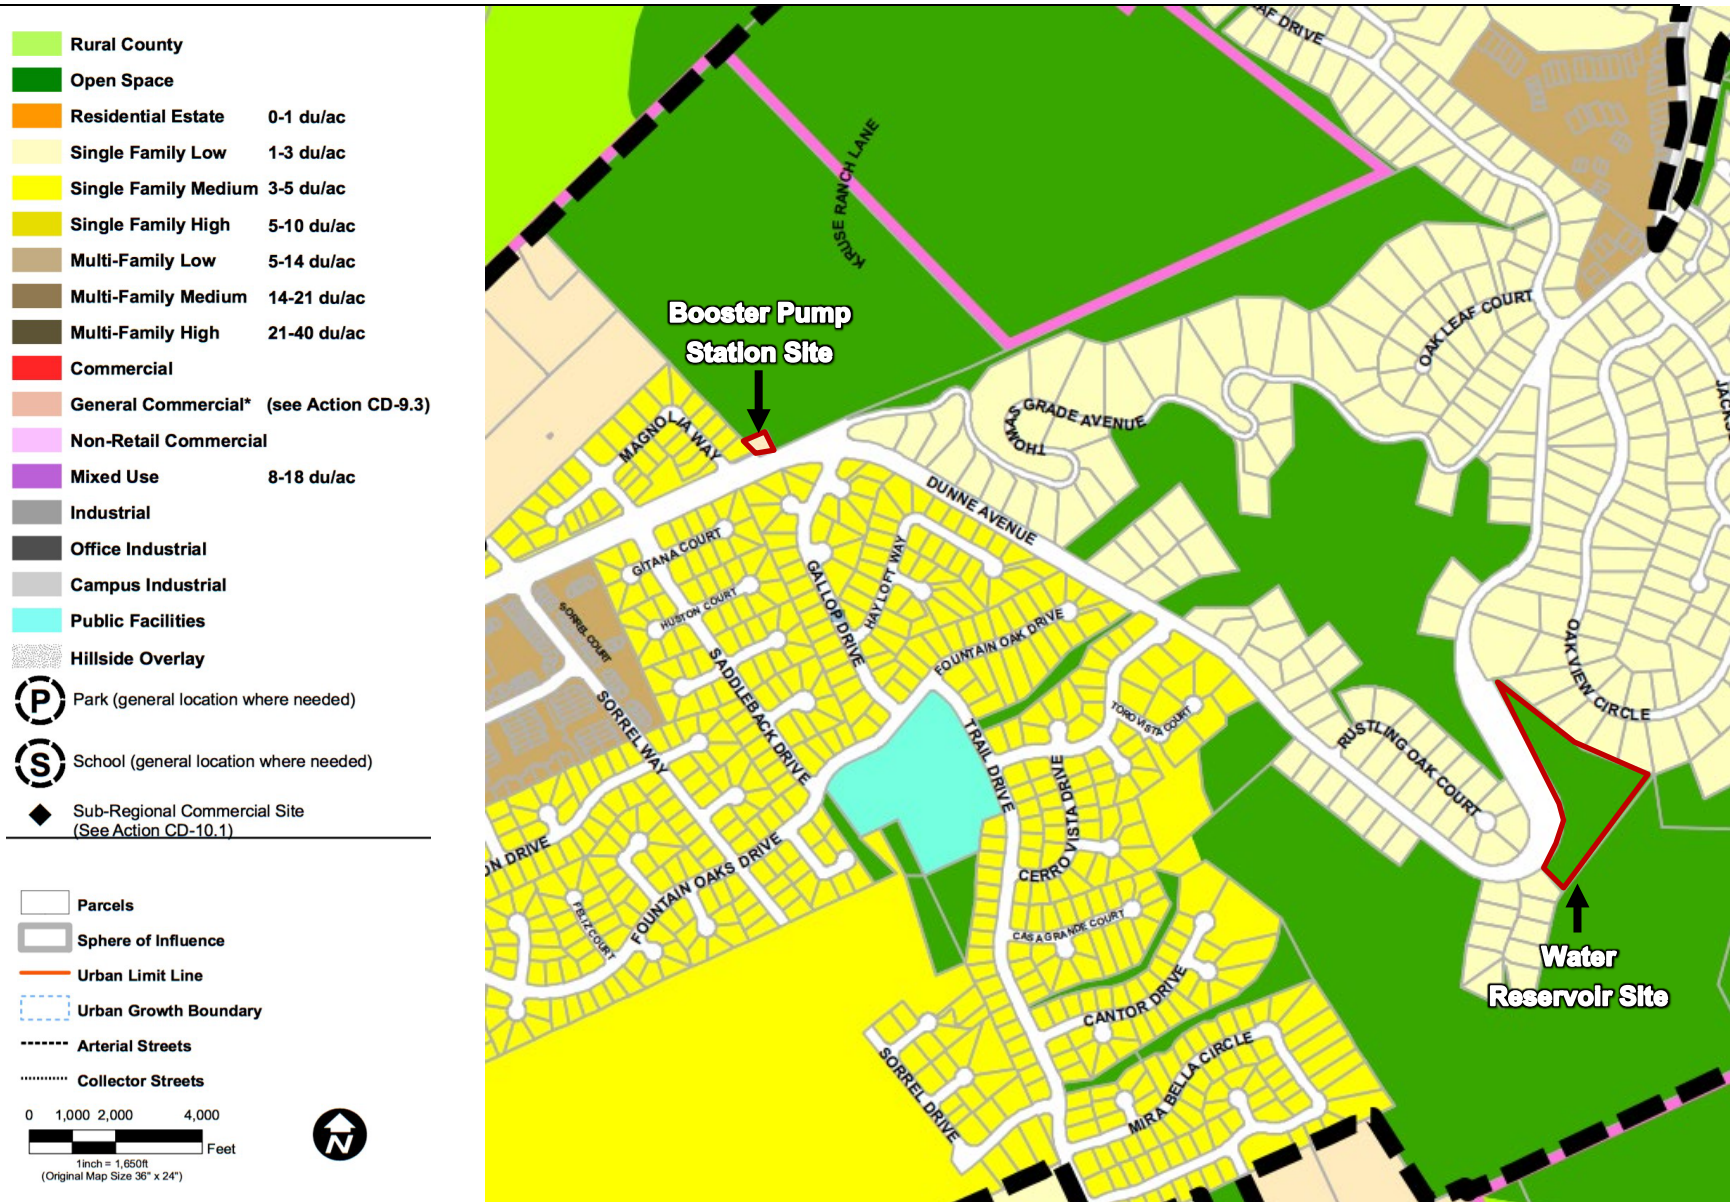 Rural County
Open Space
Residential Estate 0-1 du/ac
Single Family Low 1-3 du/ac
Single Family Medium 3-5 du/ac
Single Family High 5-10 du/ac
Multi-Family Low 5-14 du/ac
Multi-Family Medium 14-21 du/ac
Multi-Family High 21-40 du/ac
Commercial
General Commercial* (see Action CD-9.3)
Non-Retail Commercial
Mixed Use 8-18 du/ac
Industrial
Office Industrial
Campus Industrial
Public Facilities
Hillside Overlay
P Park (general location where needed)
S School (general location where needed)
Sub-Regional Commercial Site
(See Action CD-10.1)
Parcels
Sphere of Influence
Urban Limit Line
Urban Growth Boundary
Arterial Streets
Collector Streets
0 1,000 2,000 4,000
Feet
1inch = 1,650ft
(Original Map Size 36" x 24")
N
AF DRIVE
KRUSE RANCH LANE
Booster Pump
Station Site
OAK LEAF COURT
THOMAS GRADE AVENUE
MAGNOLIA WAY
DUNNE AVENUE
JACKS
GITANA COURT
HUSTON COURT
SORREL COURT
GALLOP DRIVE
HAYLOFT WAY
FOUNTAIN OAK DRIVE
SADDLEBACK DRIVE
SORREL WAY
TRAIL DRIVE
TORO VISTA COURT
OAK VIEW CIRCLE
RUSTLING OAK COURT
CERRO VISTA DRIVE
ON DRIVE
FOUNTAIN OAKS DRIVE
FELIZ COURT
CASA GRANDE COURT
CANTOR DRIVE
Water
Reservoir Site
SORREL DRIVE
MIRA BELLA CIRCLE